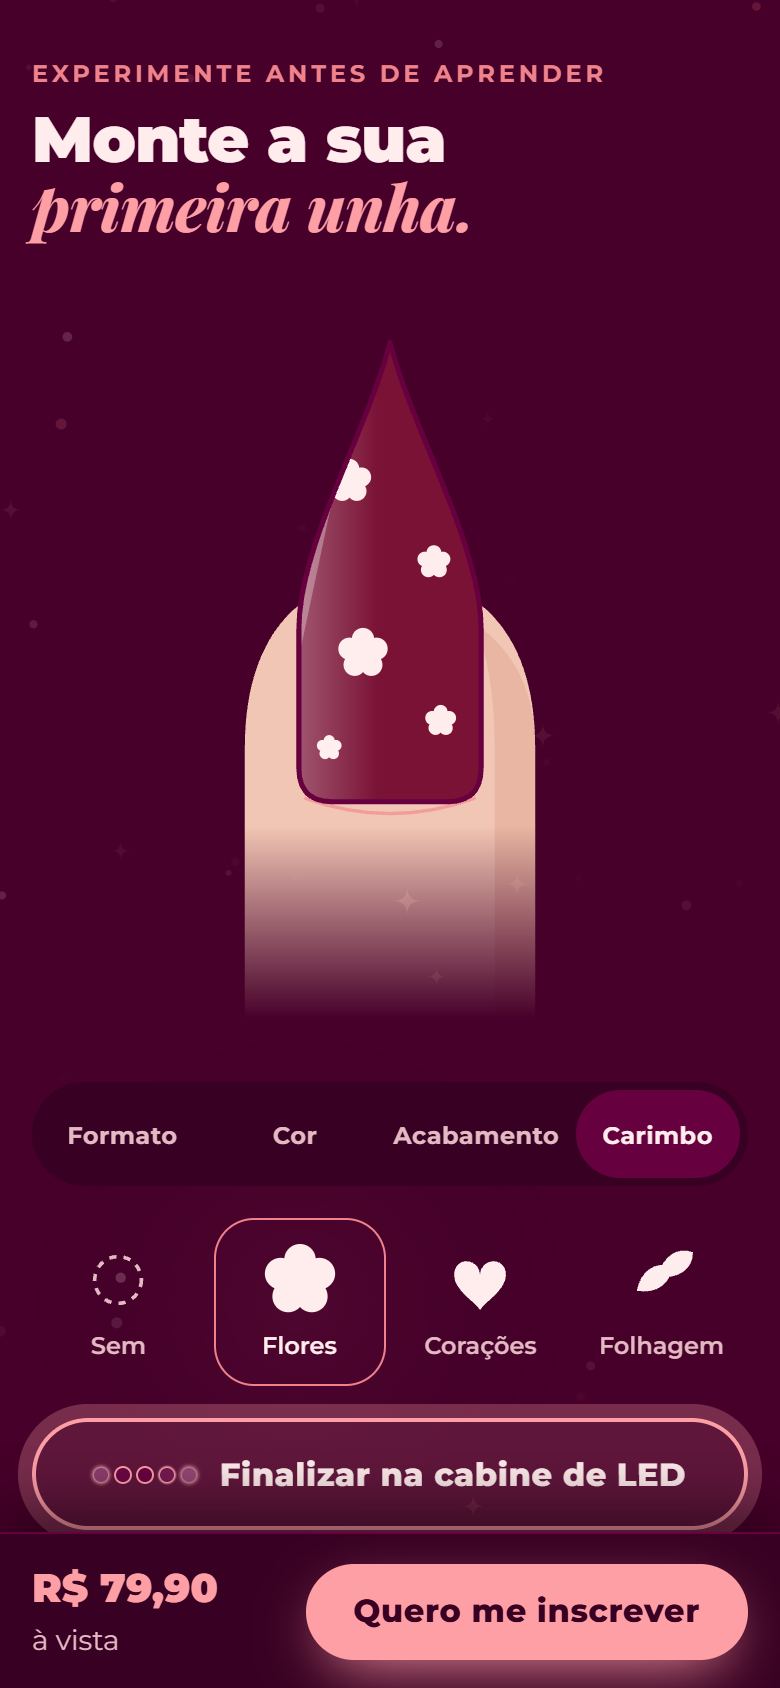 EXPERIMENTE ANTES DE APRENDER
Monte a sua
primeira unha.
Formato Cor Acabamento Carimbo
Sem Flores Corações Folhagem
Finalizar na cabine de LED
R$ 79,90
à vista
Quero me inscrever